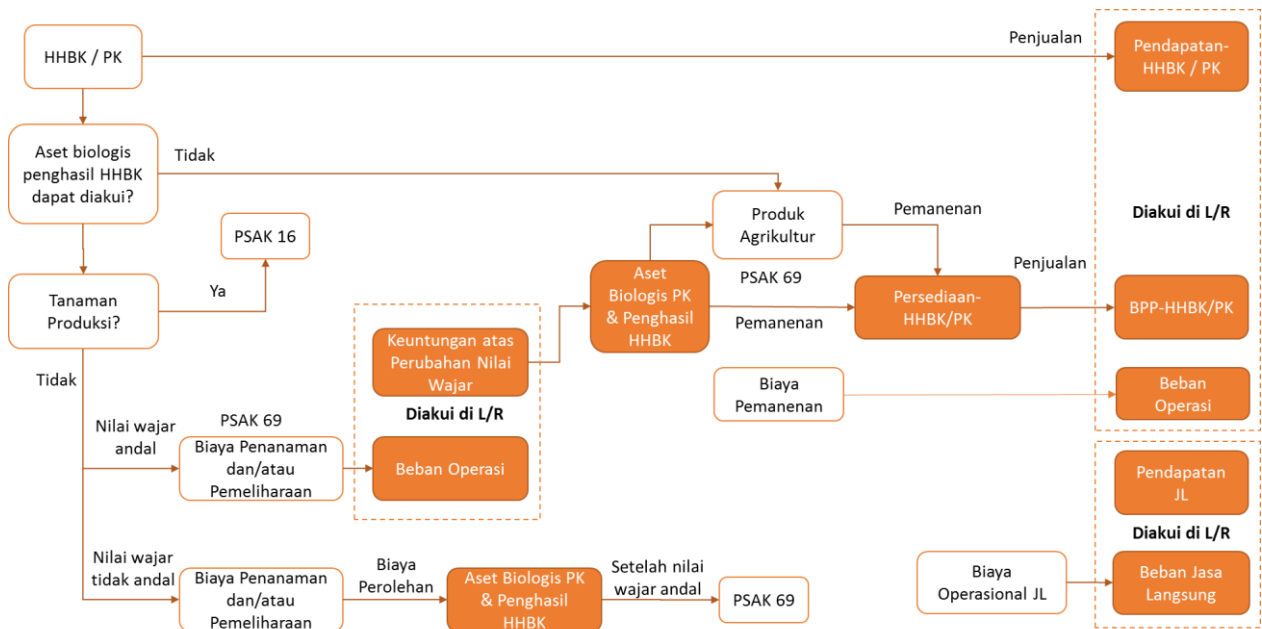 HHBK / PK
Penjualan
Pendapatan-
HHBK / PK
Aset biologis
penghasil HHBK
dapat diakui?
Tidak
Produk
Agrikultur
Pemanenan
Diakui di L/R
PSAK 16
Ya
Tanaman
Produksi?
Aset
Biologis PK
& Penghasil
HHBK
PSAK 69
Pemanenan
Persediaan-
HHBK/PK
Penjualan
BPP-HHBK/PK
Keuntungan atas
Perubahan Nilai
Wajar
Diakui di L/R
Beban Operasi
Biaya
Pemanenan
Beban
Operasi
Tidak
Nilai wajar
andal
PSAK 69
Biaya Penanaman
dan/atau
Pemeliharaan
Pendapatan
JL
Diakui di L/R
Nilai wajar
tidak andal
Biaya Penanaman
dan/atau
Pemeliharaan
Biaya
Perolehan
Aset Biologis PK
& Penghasil
HHBK
Setelah nilai
wajar andal
PSAK 69
Biaya
Operasional JL
Beban Jasa
Langsung